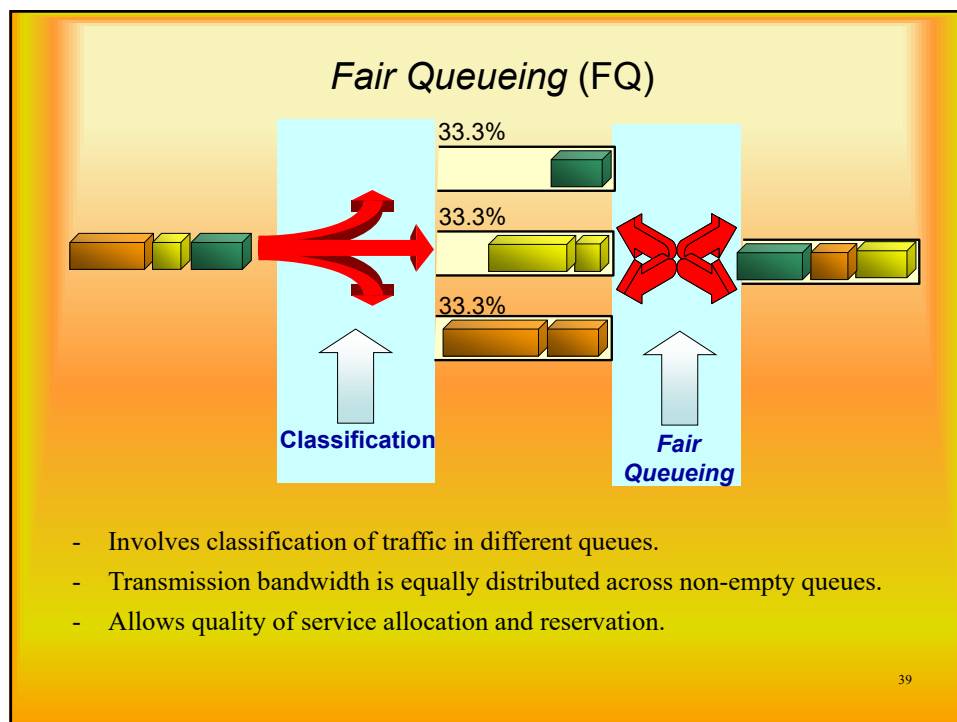 Fair Queueing (FQ)
33.3%
33.3%
33.3%
Classification
Fair
Queueing
- Involves classification of traffic in different queues.
- Transmission bandwidth is equally distributed across non-empty queues.
- Allows quality of service allocation and reservation.
39